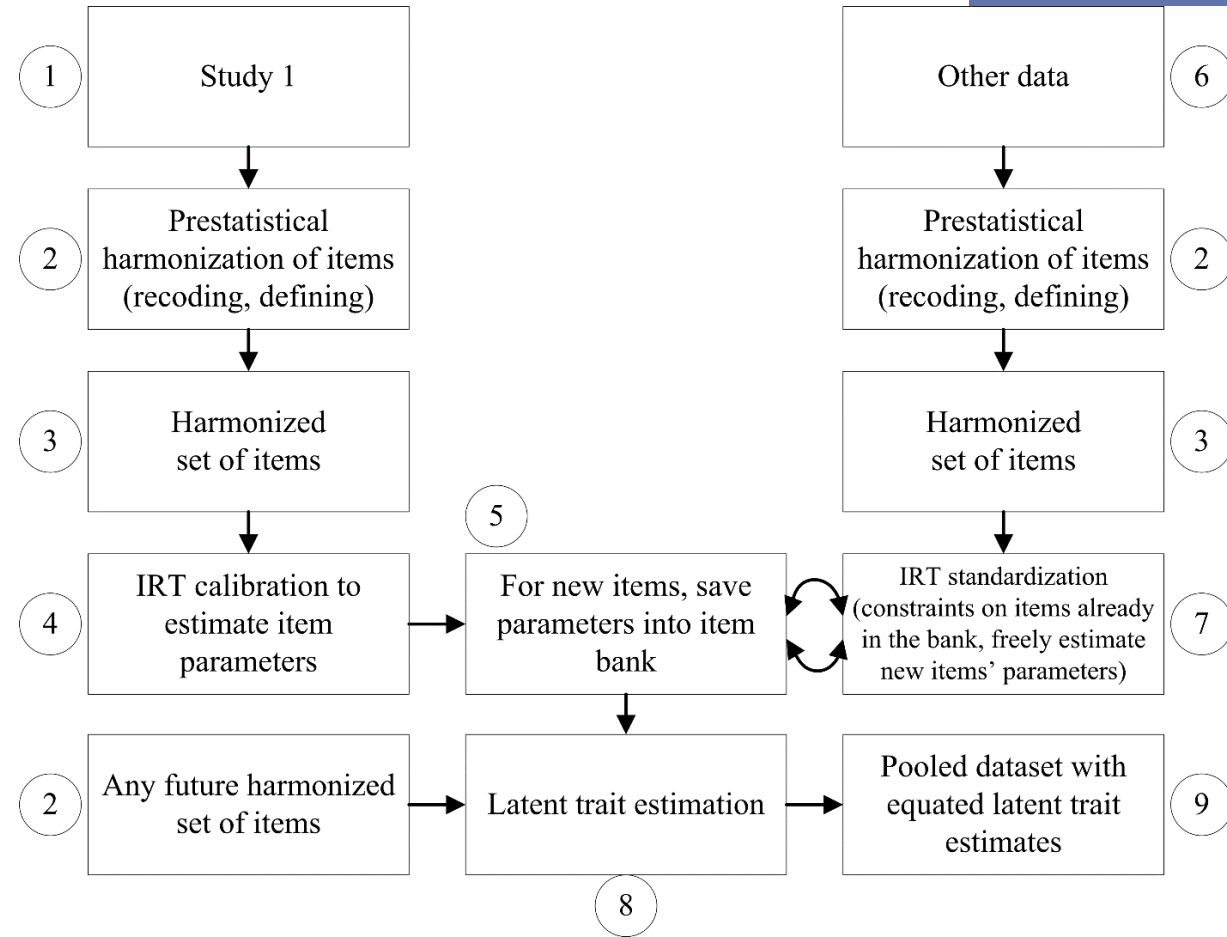 1
Study 1
Other data
6
2
Prestatistical
harmonization of items
(recoding, defining)
Prestatistical
harmonization of items
(recoding, defining)
2
3
Harmonized
set of items
Harmonized
set of items
3
5
4
IRT calibration to
estimate item
parameters
For new items, save
parameters into item
bank
IRT standardization
(constraints on items already
in the bank, freely estimate
new items’ parameters)
7
2
Any future harmonized
set of items
Latent trait estimation
Pooled dataset with
equated latent trait
estimates
9
8